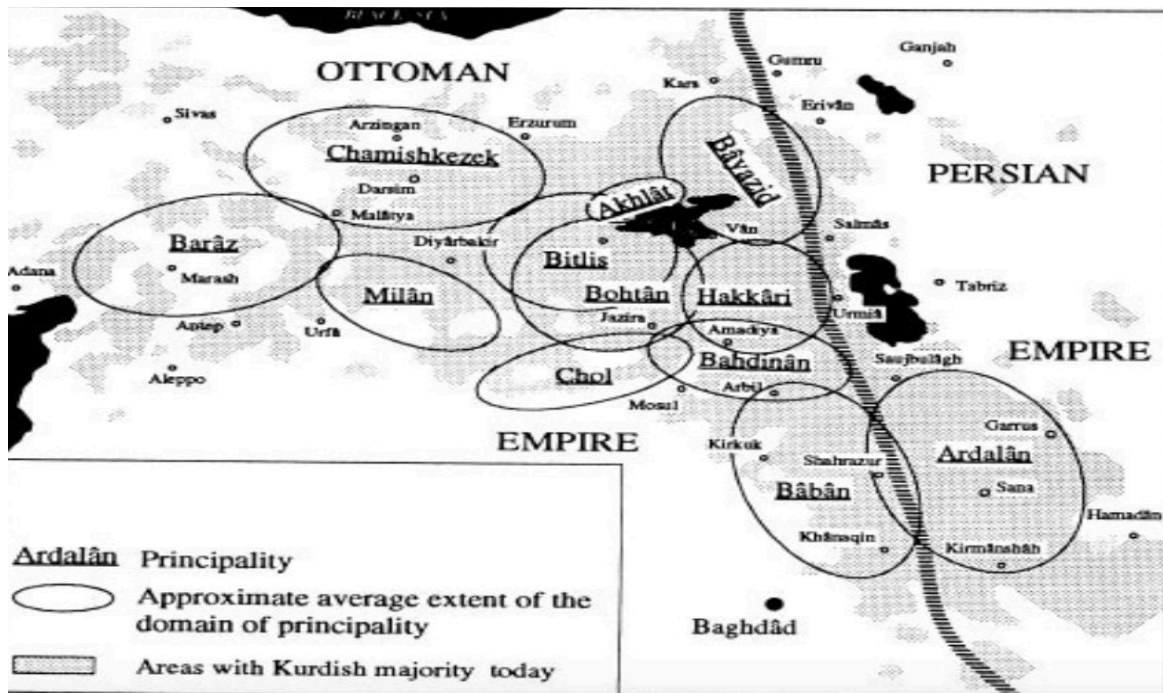 BLACK SEA
OTTOMAN
Ganjah
Gumru
Kars
Sivas
Erivân
Arzingan
Erzurum
Chamishkezek
Bâyazid
PERSIAN
Darsim
Akhlât
Malâtya
Vân
Salmâs
Barâz
Diyârbakir
Marash
Bitlis
Adana
Milân
Bohtân
Hakkâri
Tabriz
Urmiâ
Antep
Urfâ
Jazira
Amadiya
EMPIRE
Aleppo
Chol
Bahdinân
Saujbulâgh
Mosul
Arbil
EMPIRE
Kirkuk
Garrus
Shahrazur
Ardalân
Bâbân
Sana
Hamadân
Khânaqin
Kirmânshâh
Baghdâd
Ardalân Principality
Approximate average extent of the
domain of principality
Areas with Kurdish majority today